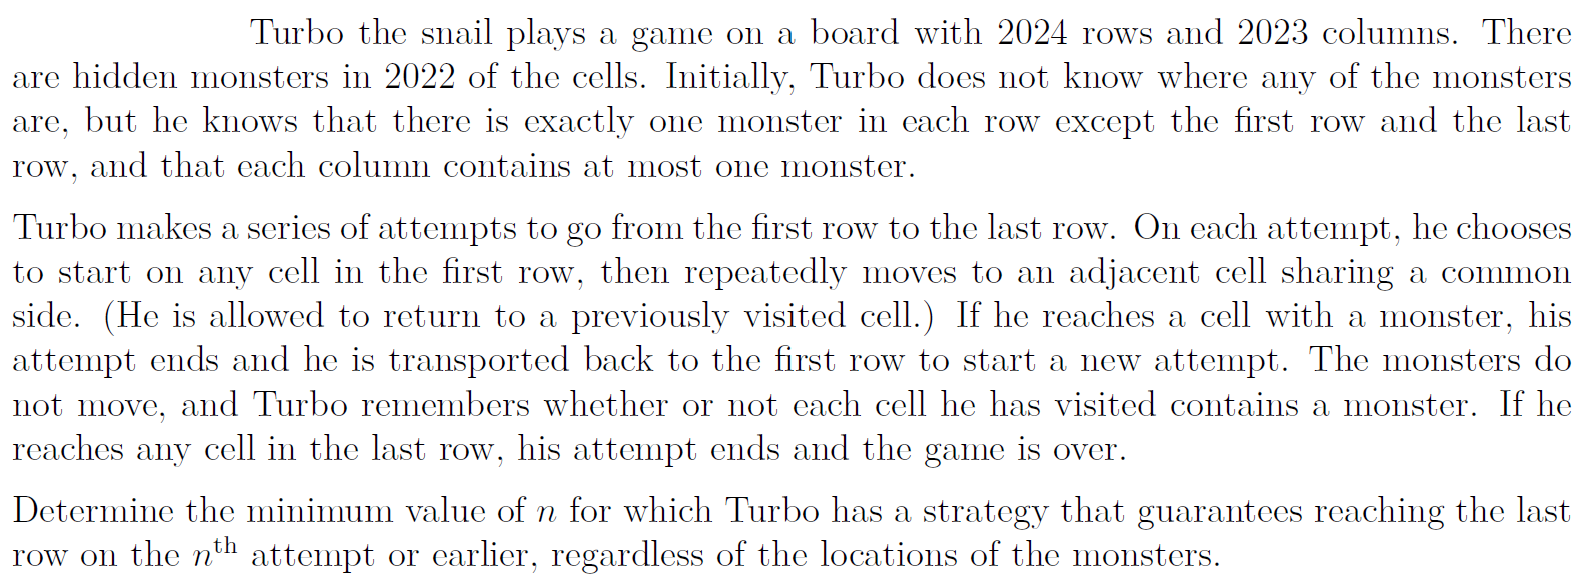 Turbo the snail plays a game on a board with 2024 rows and 2023 columns. There
are hidden monsters in 2022 of the cells. Initially, Turbo does not know where any of the monsters
are, but he knows that there is exactly one monster in each row except the first row and the last
row, and that each column contains at most one monster.
Turbo makes a series of attempts to go from the first row to the last row. On each attempt, he chooses
to start on any cell in the first row, then repeatedly moves to an adjacent cell sharing a common
side. (He is allowed to return to a previously visited cell.) If he reaches a cell with a monster, his
attempt ends and he is transported back to the first row to start a new attempt. The monsters do
not move, and Turbo remembers whether or not each cell he has visited contains a monster. If he
reaches any cell in the last row, his attempt ends and the game is over.
Determine the minimum value of n for which Turbo has a strategy that guarantees reaching the last
row on the nth attempt or earlier, regardless of the locations of the monsters.